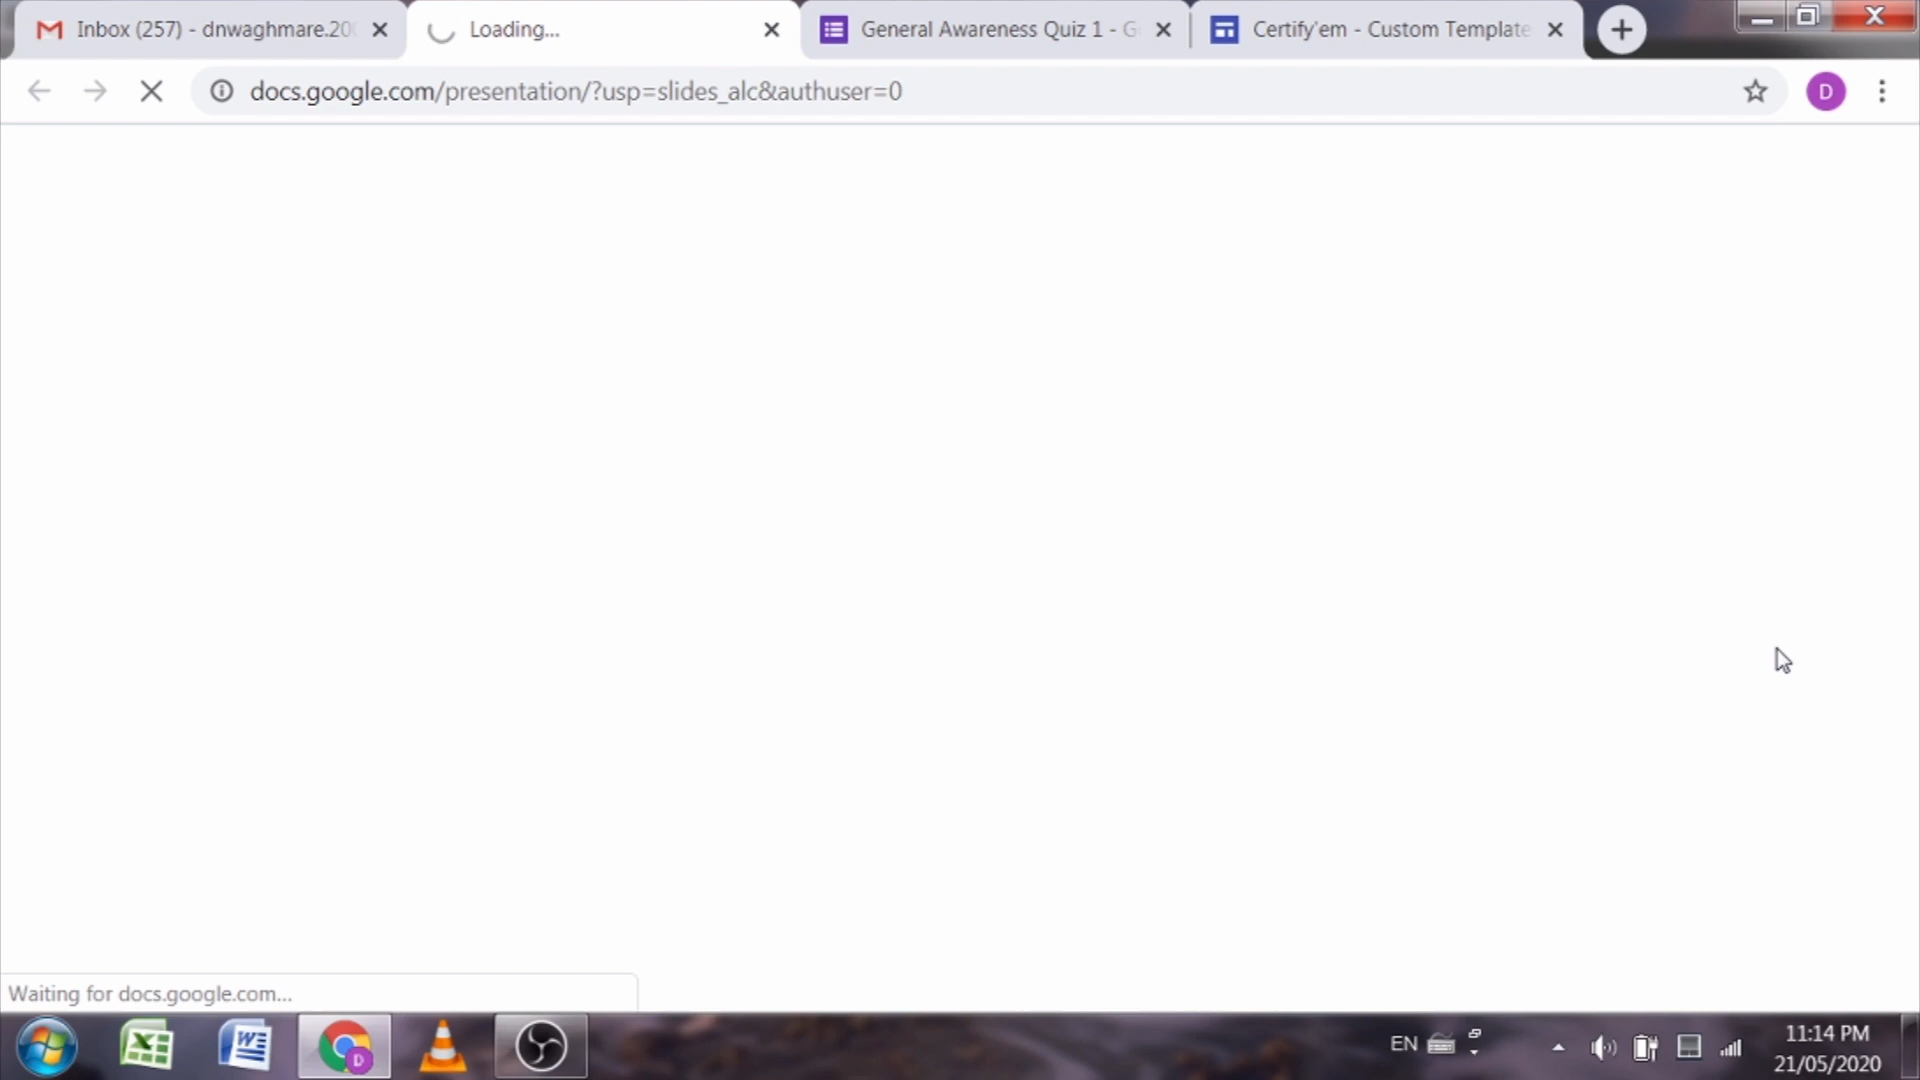 Inbox (257) - dnwaghmare.20
Loading...
General Awareness Quiz 1 - G
Certify'em - Custom Template
docs.google.com/presentation/?usp=slides_alc&authuser=0
D
Waiting for docs.google.com...
D
EN
11:14 PM
21/05/2020